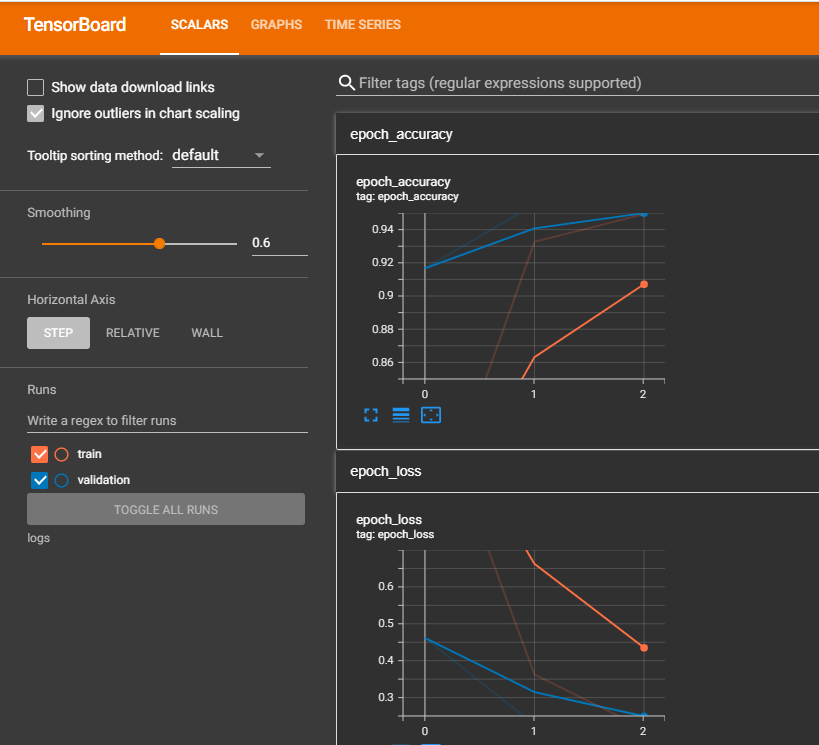 TensorBoard SCALARS GRAPHS TIME SERIES
Show data download links
Ignore outliers in chart scaling
Tooltip sorting method: default
Smoothing
0.6
Horizontal Axis
STEP RELATIVE WALL
Runs
Write a regex to filter runs
train
validation
TOGGLE ALL RUNS
logs
Filter tags (regular expressions supported)
epoch_accuracy
epoch_accuracy
tag: epoch_accuracy
0.94
0.92
0.9
0.88
0.86
0 1 2
epoch_loss
epoch_loss
tag: epoch_loss
0.6
0.5
0.4
0.3
0 1 2